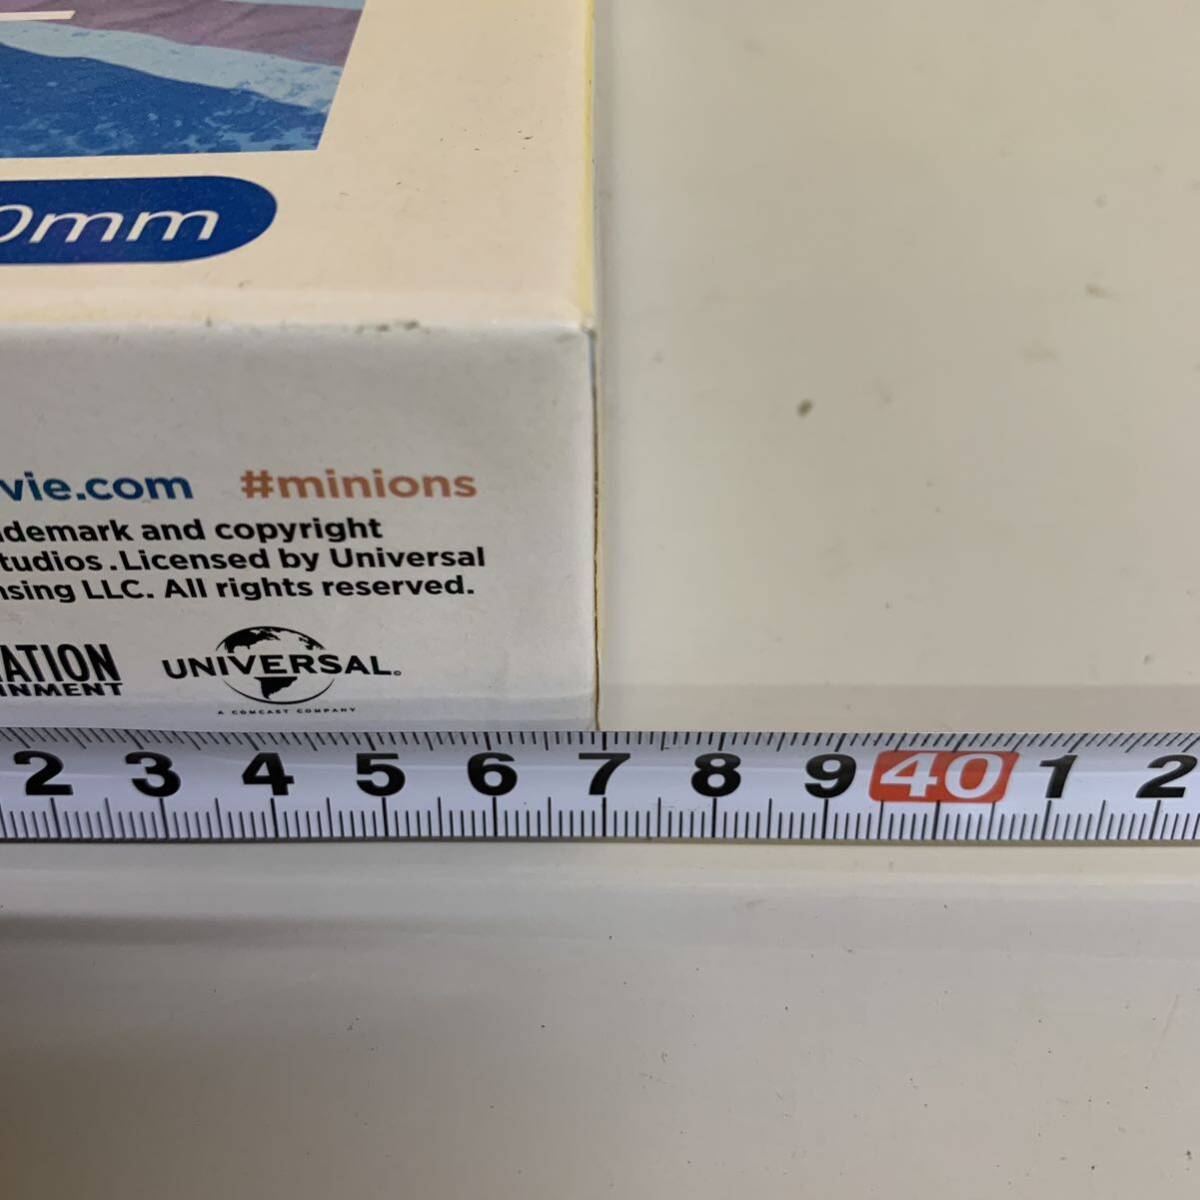 0mm
vie.com #minions
demark and copyright
tudios.Licensed by Universal
nsing LLC. All rights reserved.
ATION
INMENT
UNIVERSAL
A COMCAST COMPANY
2 3 4 5 6 7 8 9 40 1 2